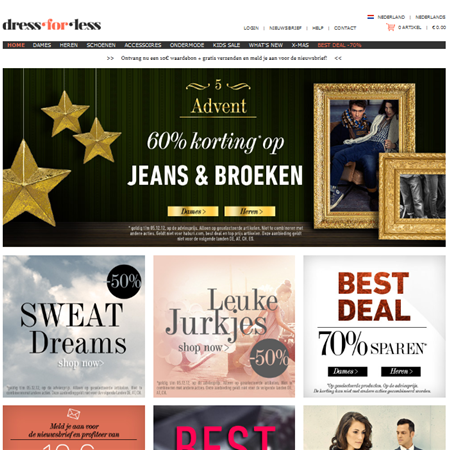 dress•for•less
NEDERLAND | NEDERLANDS
LOGIN | NIEUWSBRIEF | HELP | CONTACT
0 ARTIKEL | € 0.00
HOME DAMES HEREN SCHOENEN ACCESSOIRES ONDERMODE KIDS SALE WHAT'S NEW X-MAS BEST DEAL -70%
>> Ontvang nu een 10€ waardebon + gratis verzenden en meld je aan voor de nieuwsbrief! <<
5
Advent
60% korting* op
JEANS & BROEKEN
Dames > Heren >
-50%
SWEAT
Dreams
shop now>
Leuke
Jurkjes
shop now>
-50%
BEST
DEAL
70% SPAREN*
Dames > Heren >
Meld je aan voor
de nieuwsbrief en profiteer van
BEST